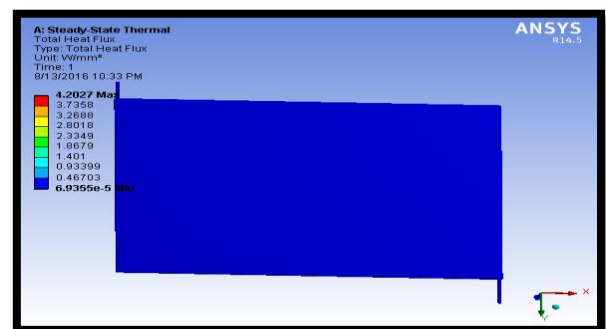 A: Steady-State Thermal
Total Heat Flux
Type: Total Heat Flux
Unit: W/mm²
Time: 1
8/13/2016 10:33 PM
4.2027 Max
3.7358
3.2688
2.8018
2.3349
1.8679
1.401
0.93399
0.46703
6.9355e-5 Min
ANSYS
R14.5
X
Y